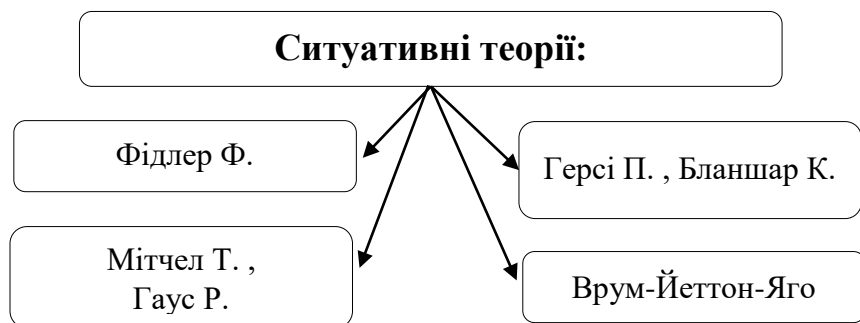 Ситуативні теорії:
Фідлер Ф.
Герсі П. , Бланшар К.
Мітчел Т. ,
Гаус Р.
Врум-Йеттон-Яго